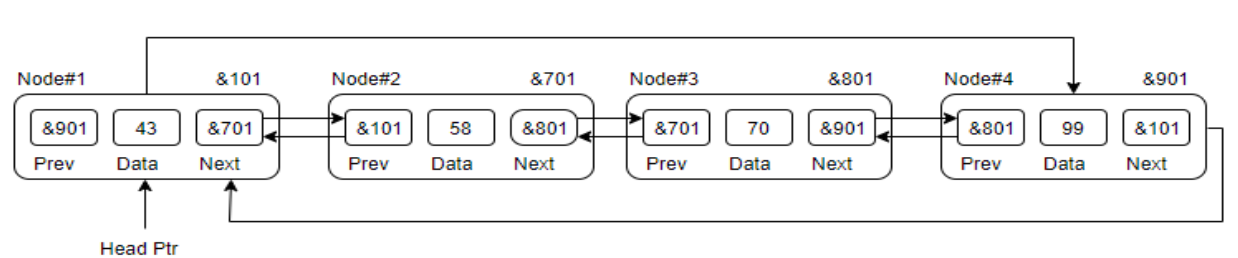 Node#1 &101 Node#2 &701 Node#3 &801 Node#4 &901
&901 43 &701 &101 58 &801 &701 70 &901 &801 99 &101
Prev Data Next Prev Data Next Prev Data Next Prev Data Next
Head Ptr